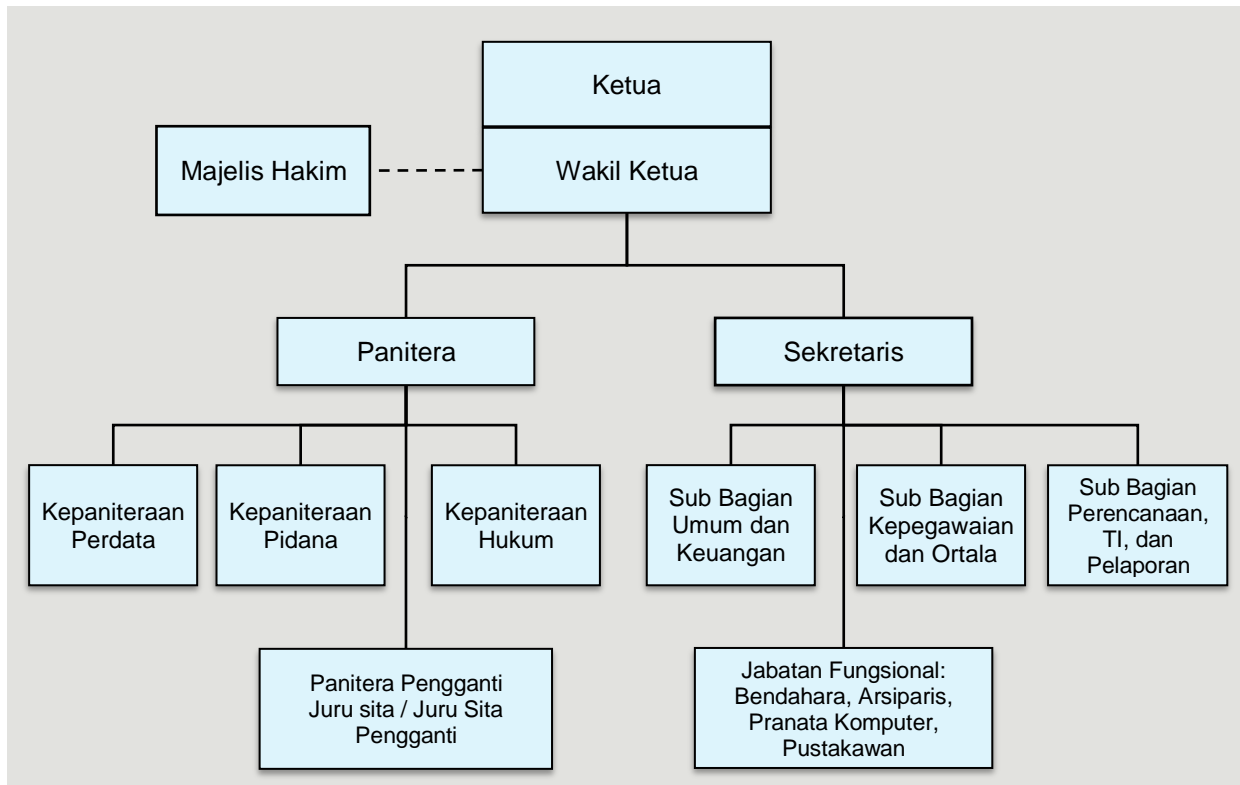 Ketua
Majelis Hakim
Wakil Ketua
Panitera
Sekretaris
Kepaniteraan
Perdata
Kepaniteraan
Pidana
Kepaniteraan
Hukum
Sub Bagian
Umum dan
Keuangan
Sub Bagian
Kepegawaian
dan Ortala
Sub Bagian
Perencanaan,
TI, dan
Pelaporan
Panitera Pengganti
Juru sita / Juru Sita
Pengganti
Jabatan Fungsional:
Bendahara, Arsiparis,
Pranata Komputer,
Pustakawan